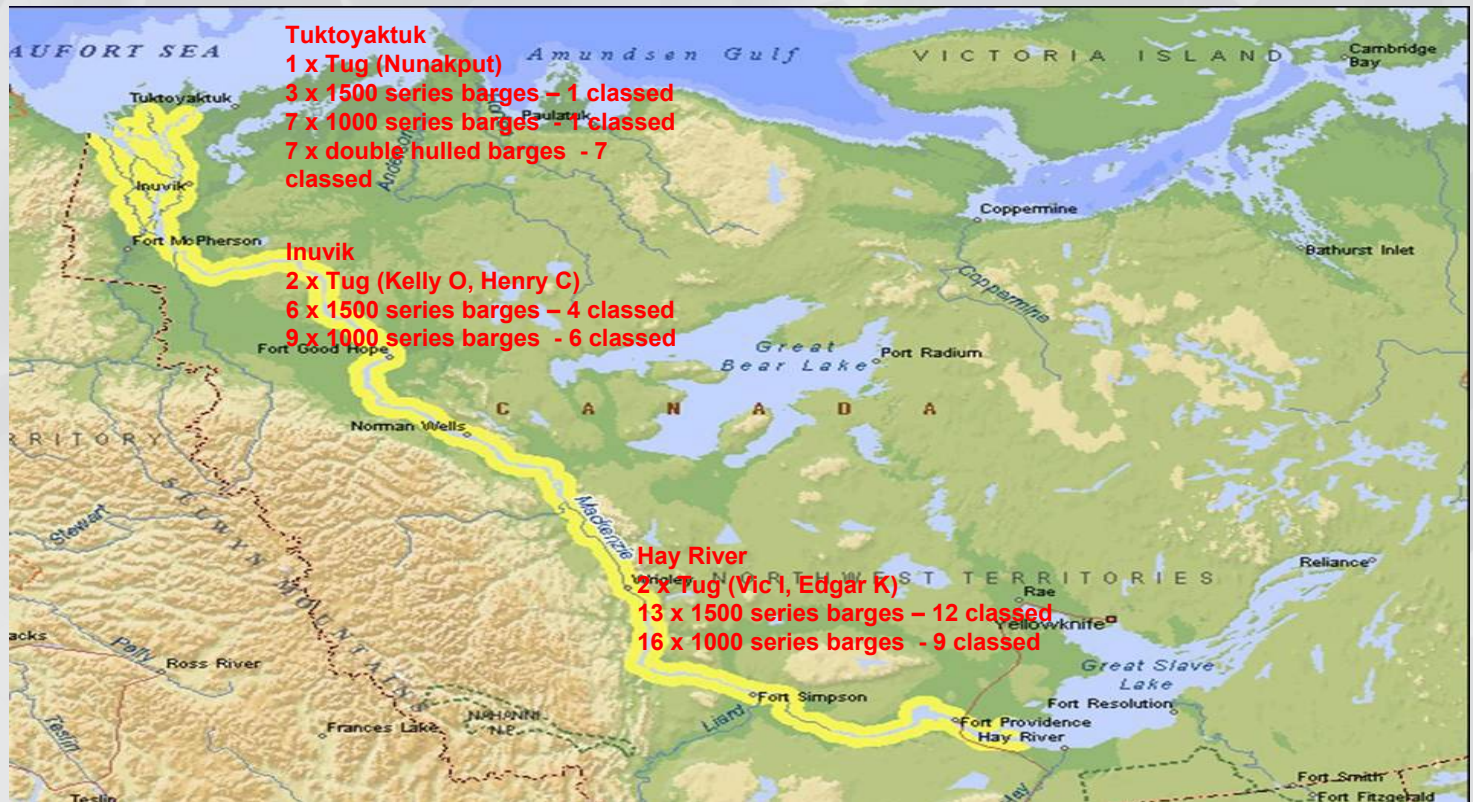 AUFORT SEA
Tuktoyaktuk
1 x Tug (Nunakput)
3 x 1500 series barges – 1 classed
7 x 1000 series barges - 1 classed
7 x double hulled barges - 7
classed
Amundsen Gulf
VICTORIA ISLAND
Cambridge
Bay
Tuktoyaktuk
Paulatuk
Anderson
Inuvik
Coppermine
Fort McPherson
Bathurst Inlet
Inuvik
2 x Tug (Kelly O, Henry C)
6 x 1500 series barges – 4 classed
9 x 1000 series barges - 6 classed
Coppermine
Fort Good Hope
Great
Bear Lake
Port Radium
CANADA
Norman Wells
RRITORY
SELWYN MOUNTAINS
Stewart
Mackenzie
Hay River
2 x Tug (Vic I, Edgar K)
13 x 1500 series barges – 12 classed
16 x 1000 series barges - 9 classed
Wrigley
NORTHWEST TERRITORIES
Reliance
Rae
Yellowknife
acks
Pelly
Ross River
Great Slave
Lake
Fort Simpson
Fort Resolution
Liard
NAHANNI
N.P.
Frances Lake
Fort Providence
Hay River
Teslin
Hay
Fort Smith
Fort Fitzgerald
Teslin